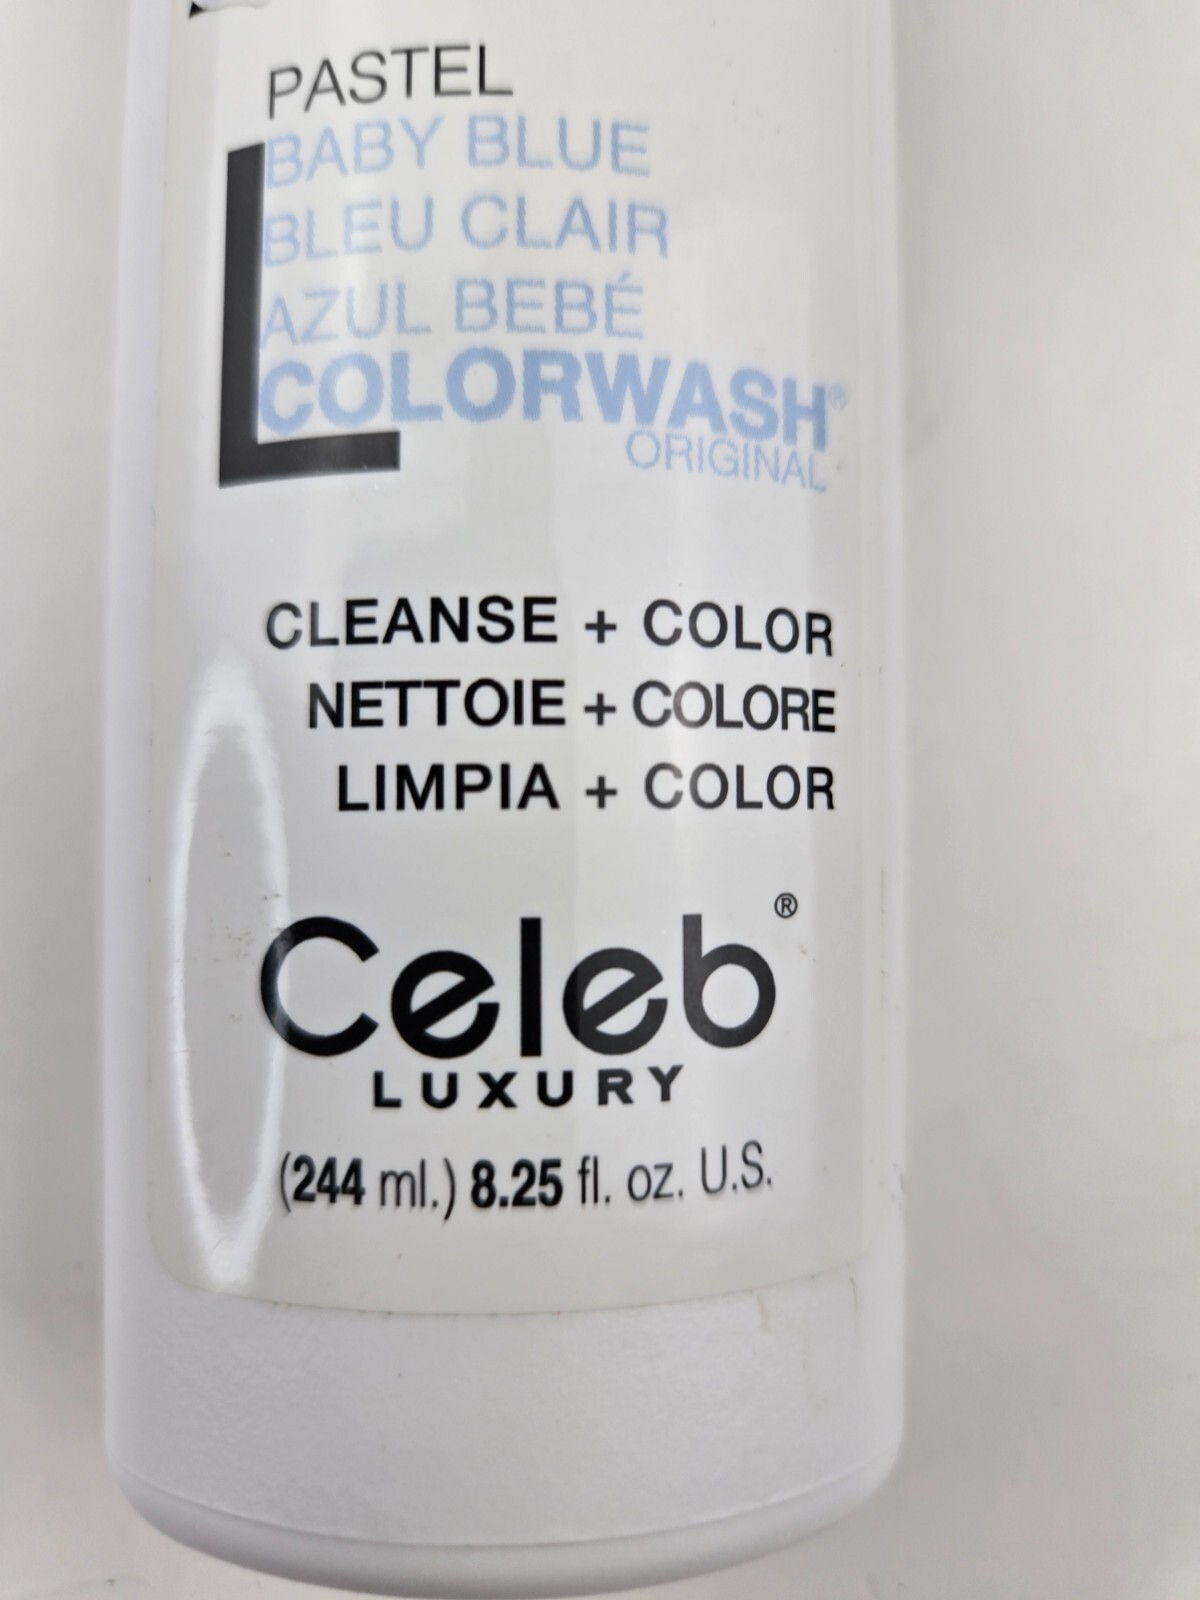 PASTEL
BABY BLUE
BLEU CLAIR
AZUL BEBÉ
COLORWASH®
ORIGINAL
CLEANSE + COLOR
NETTOIE + COLORE
LIMPIA + COLOR
Celeb®
LUXURY
(244 ml.) 8.25 fl. oz. U.S.